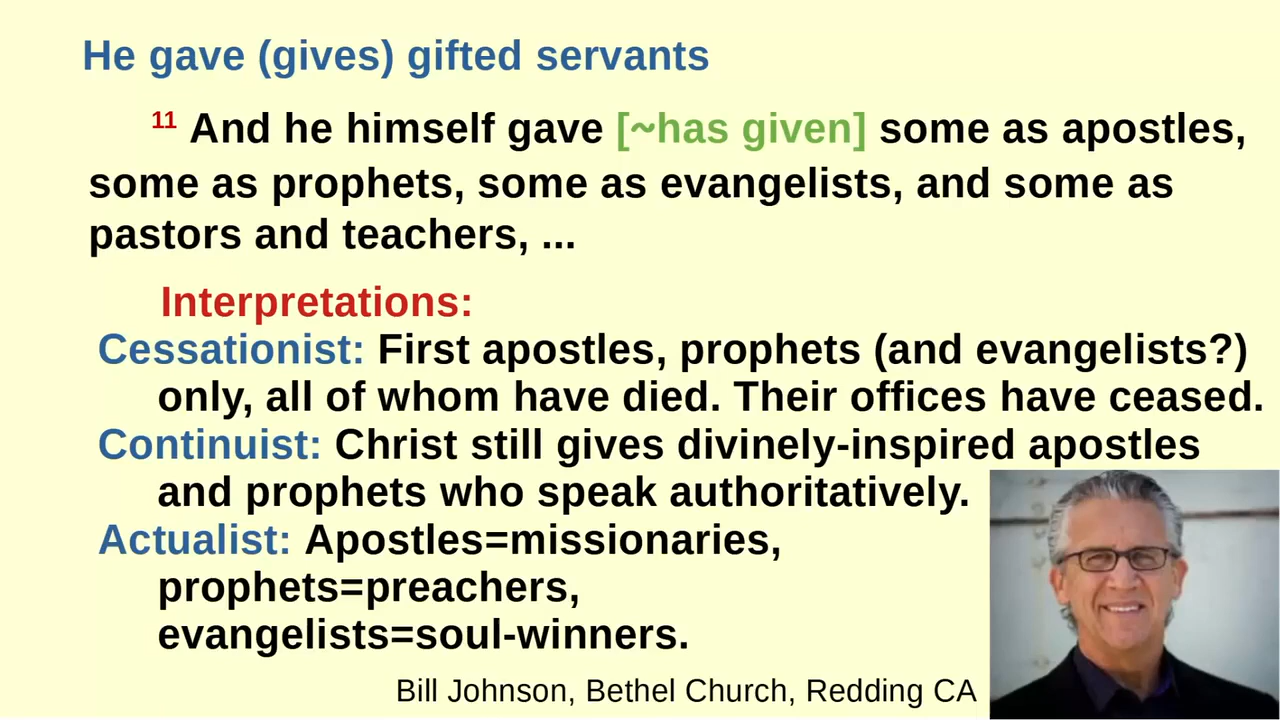 He gave (gives) gifted servants
11 And he himself gave [~has given] some as apostles,
some as prophets, some as evangelists, and some as
pastors and teachers, ...
Interpretations:
Cessationist: First apostles, prophets (and evangelists?)
only, all of whom have died. Their offices have ceased.
Continuist: Christ still gives divinely-inspired apostles
and prophets who speak authoritatively.
Actualist: Apostles=missionaries,
prophets=preachers,
evangelists=soul-winners.
Bill Johnson, Bethel Church, Redding CA